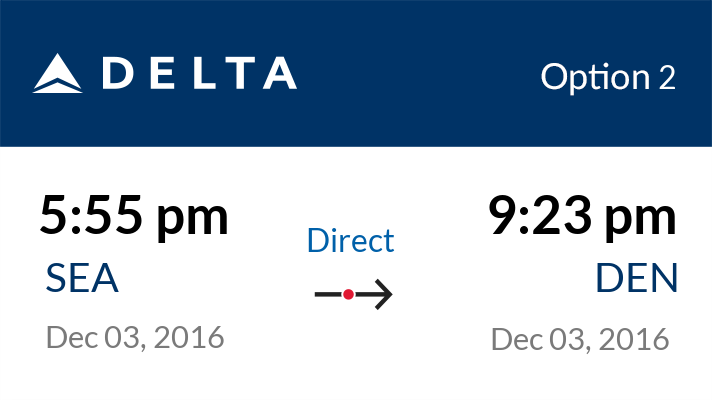 DELTA
Option 2
5:55 pm
9:23 pm
Direct
SEA
DEN
Dec 03, 2016
Dec 03, 2016